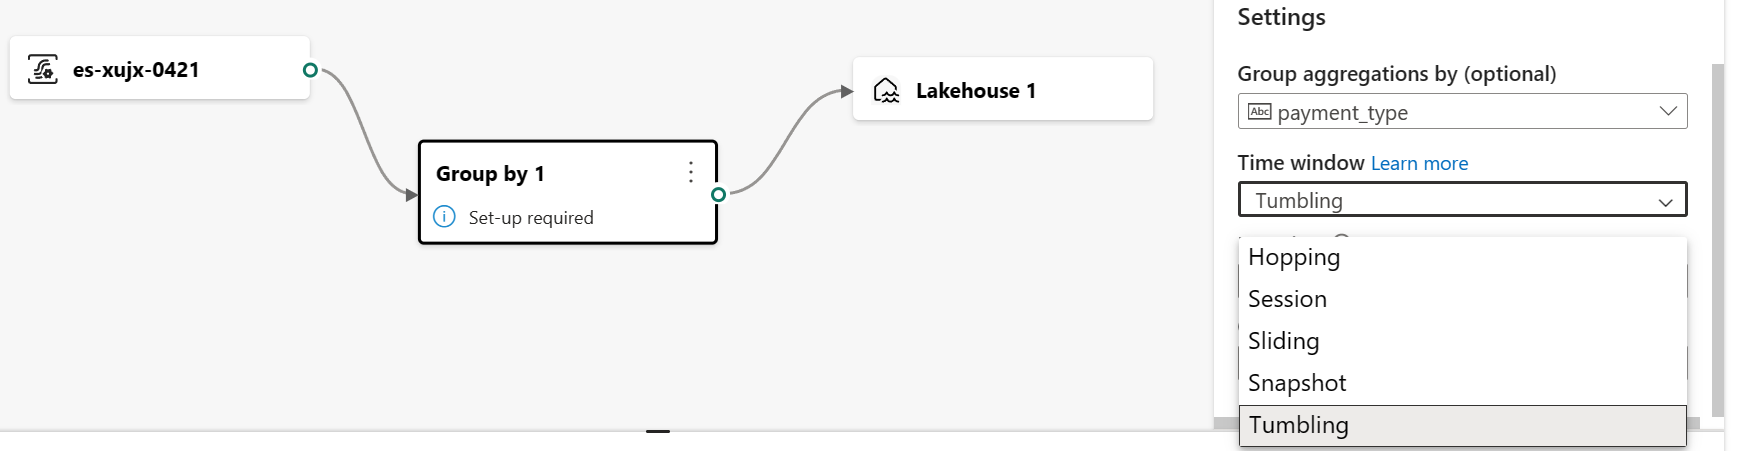 es-xujx-0421
Group by 1
Set-up required
Lakehouse 1
Settings
Group aggregations by (optional)
Abc payment_type
Time window Learn more
Tumbling
Hopping
Session
Sliding
Snapshot
Tumbling